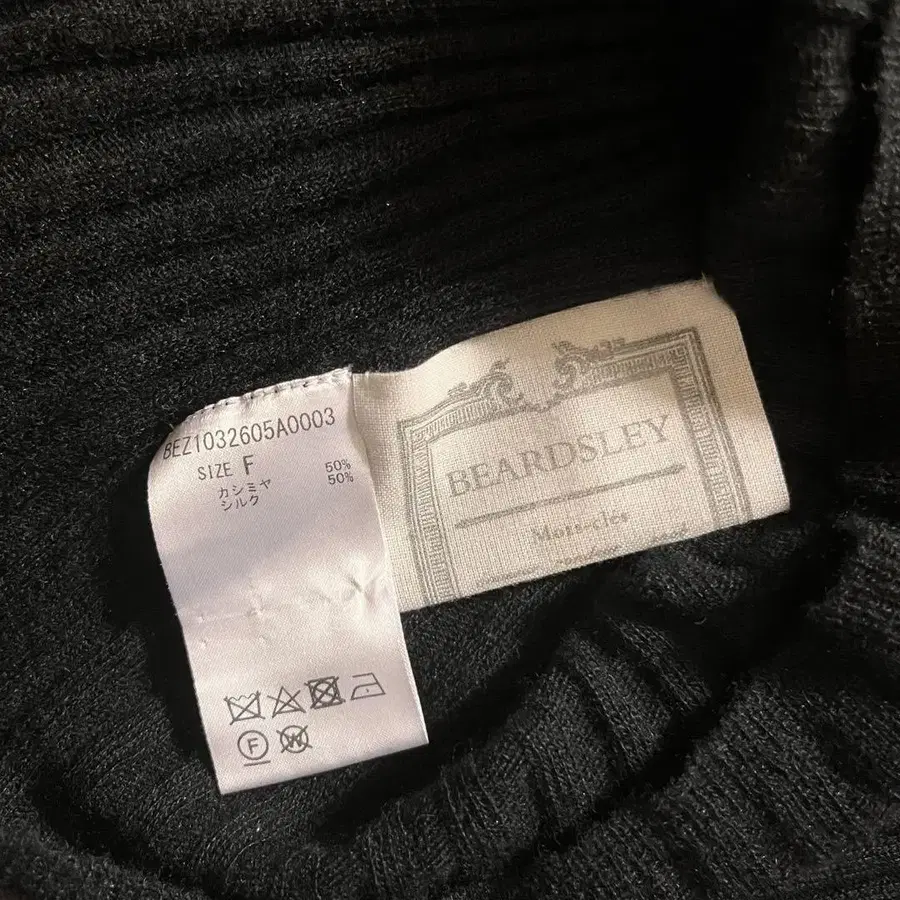 BEZ1032605A0003
SIZE F
カシミヤ 50%
シルク 50%
F
W
BEARDSLEY
Mots-clés